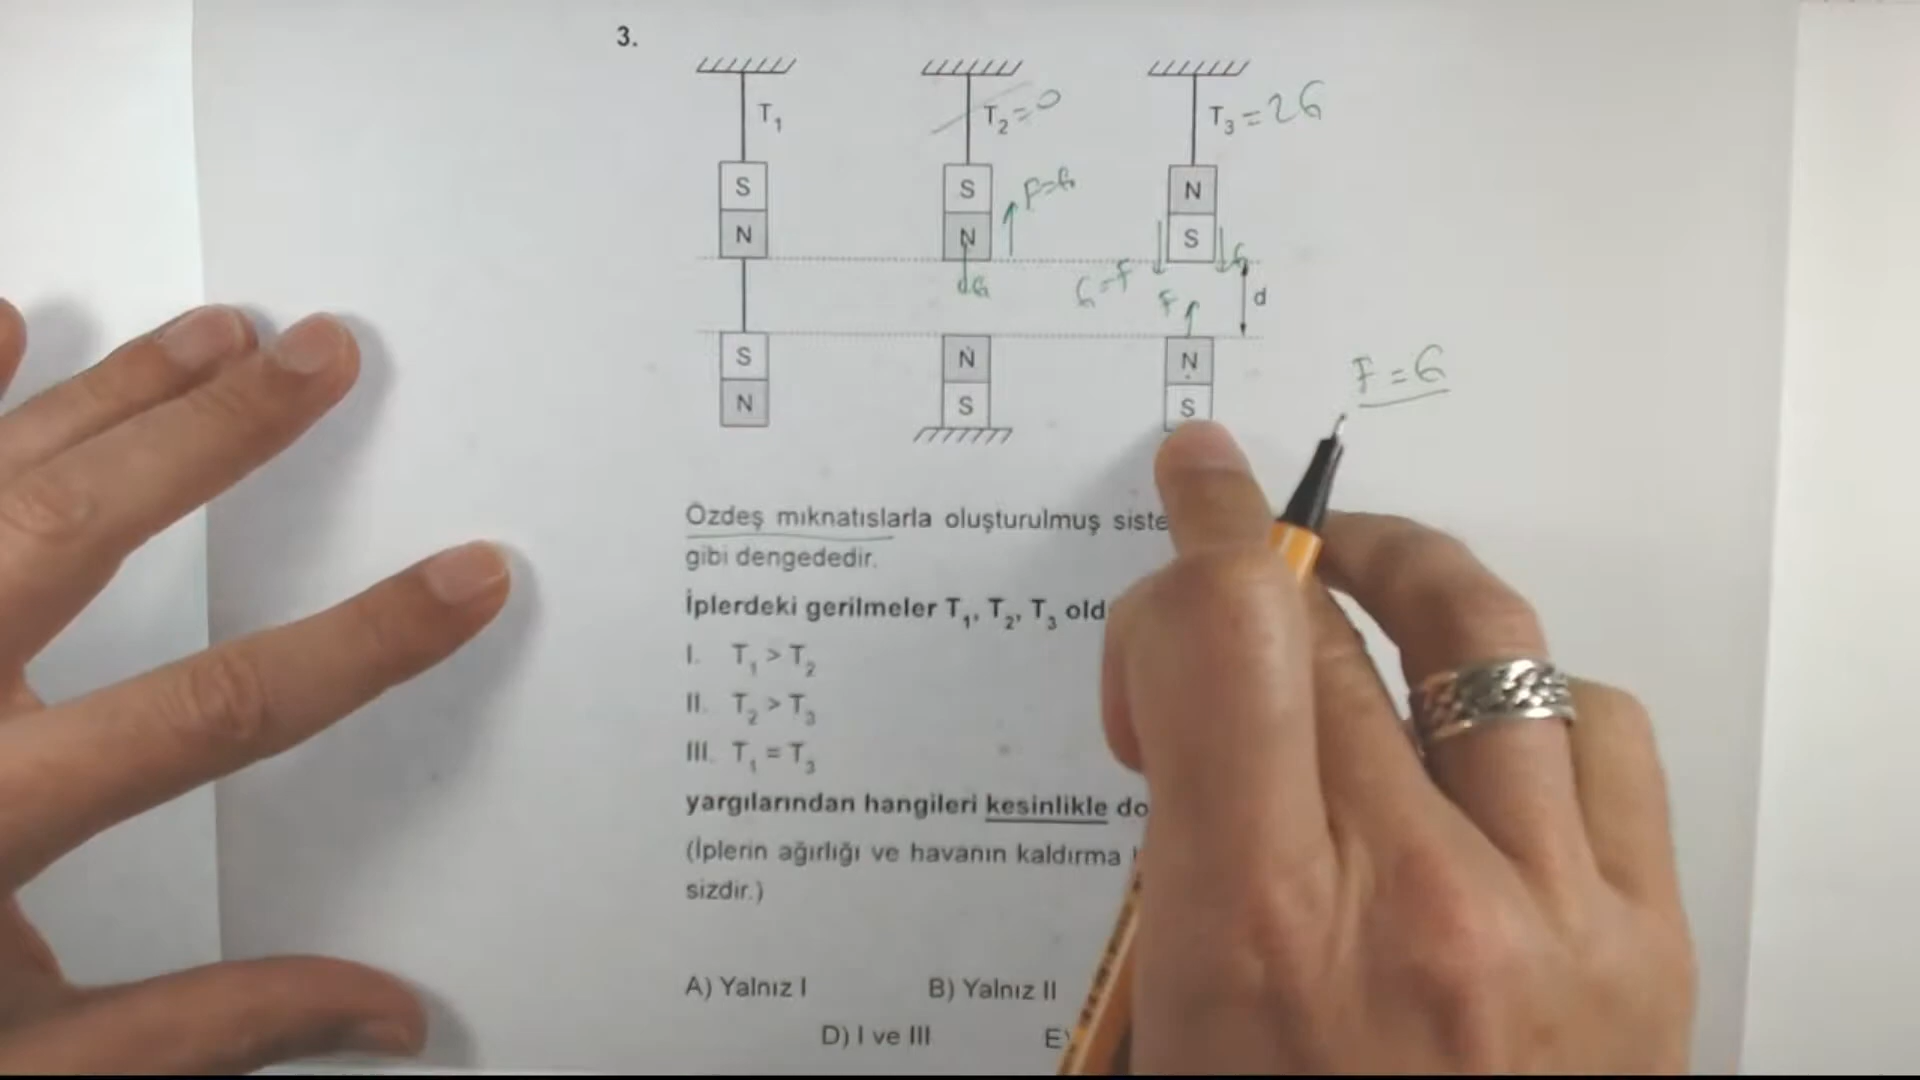 3.
T1
T2 = 0
T3 = 2G
S
N
S
N
F=G
N
S
G
G=F
G
F
d
S
N
N
S
N
S
F = G
Özdeş mıknatıslarla oluşturulmuş siste
gibi dengededir.
İplerdeki gerilmeler T1, T2, T3 old
I. T1 > T2
II. T2 > T3
III. T1 = T3
yargılarından hangileri kesinlikle do
(İplerin ağırlığı ve havanın kaldırma
sizdir.)
A) Yalnız I B) Yalnız II
D) I ve III E)